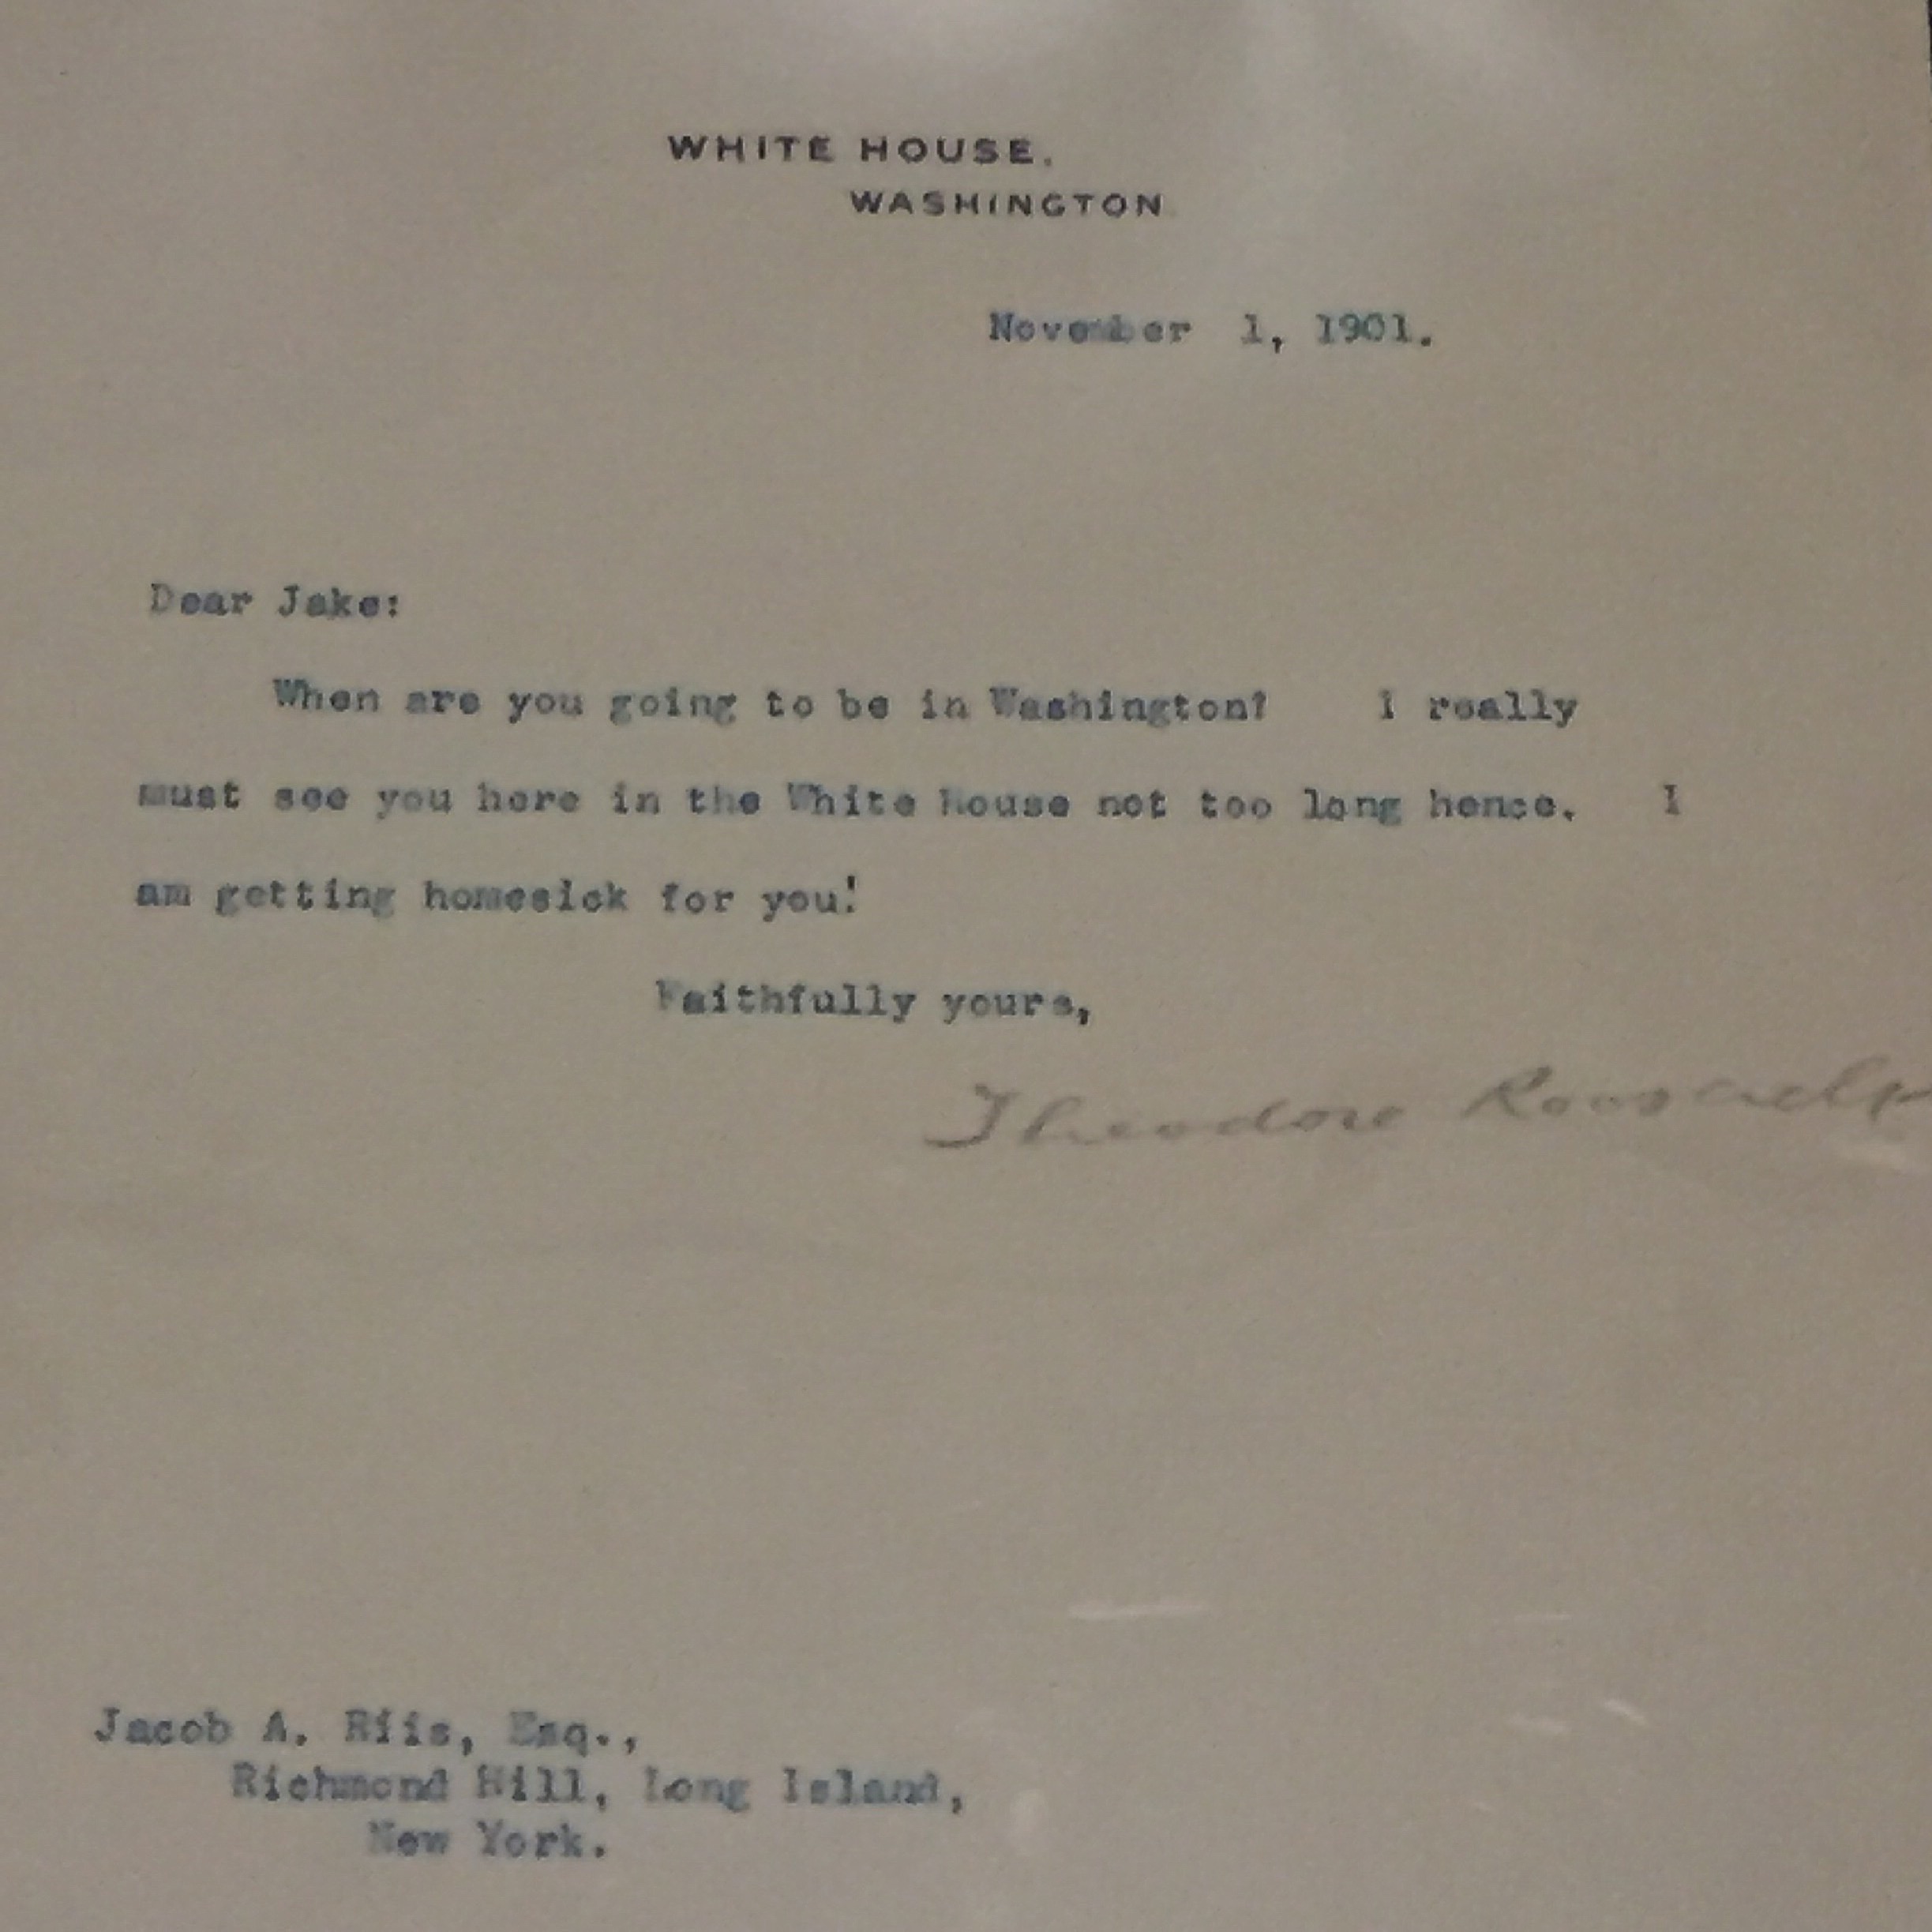 WHITE HOUSE.
WASHINGTON
November 1, 1901.
Dear Jake:
When are you going to be in Washington? I really
must see you here in the White House not too long hence. I
am getting homesick for you!
Faithfully yours,
Theodore Roosevelt
Jacob A. Riis, Esq.,
Richmond Hill, Long Island,
New York.